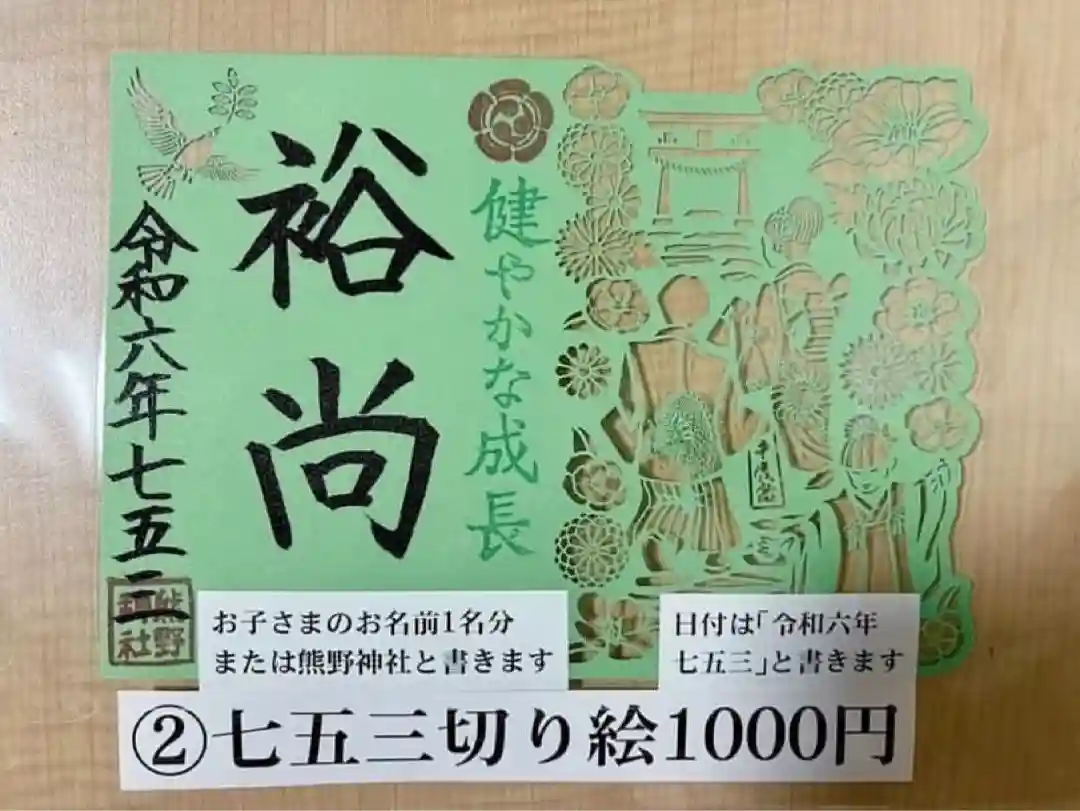 健やかな成長
裕尚
令和六年七五三
熊野
社
千歳飴
お子さまのお名前1名分
または熊野神社と書きます
日付は「令和六年
七五三」と書きます
②七五三切り絵1000円